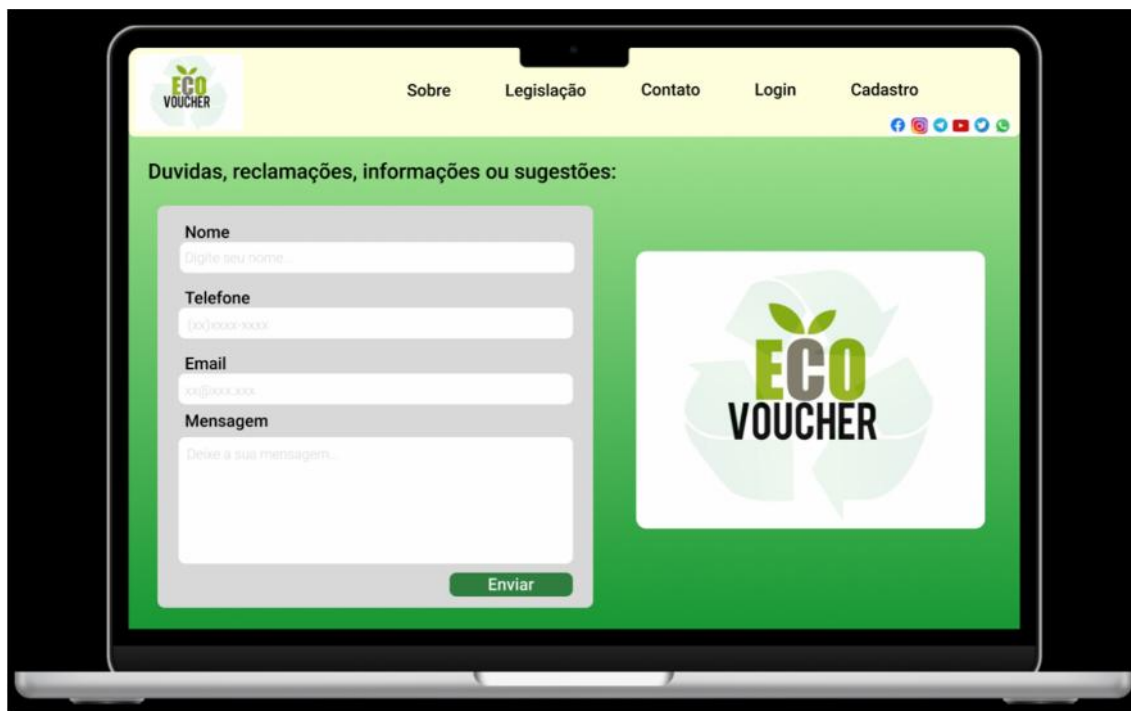 ECO
VOUCHER
Sobre Legislação Contato Login Cadastro
Duvidas, reclamações, informações ou sugestões:
Nome
Digite seu nome...
Telefone
(xx)xxxx-xxxx
Email
xx@xxx.xxx
Mensagem
Deixe a sua mensagem...
Enviar
ECO
VOUCHER